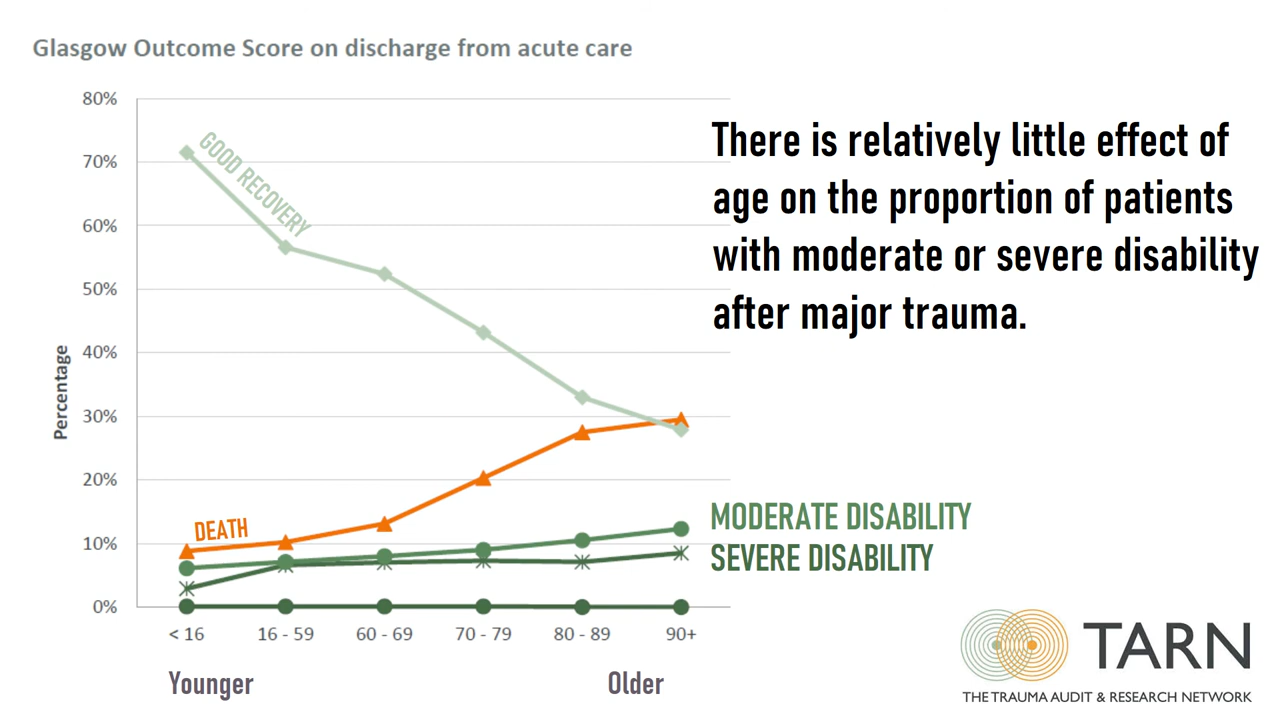 Glasgow Outcome Score on discharge from acute care
80%
70%
60%
50%
40%
30%
20%
10%
0%
Percentage
GOOD RECOVERY
DEATH
There is relatively little effect of
age on the proportion of patients
with moderate or severe disability
after major trauma.
MODERATE DISABILITY
SEVERE DISABILITY
< 16
16 - 59
60 - 69
70 - 79
80 - 89
90+
Younger
Older
TARN
THE TRAUMA AUDIT & RESEARCH NETWORK